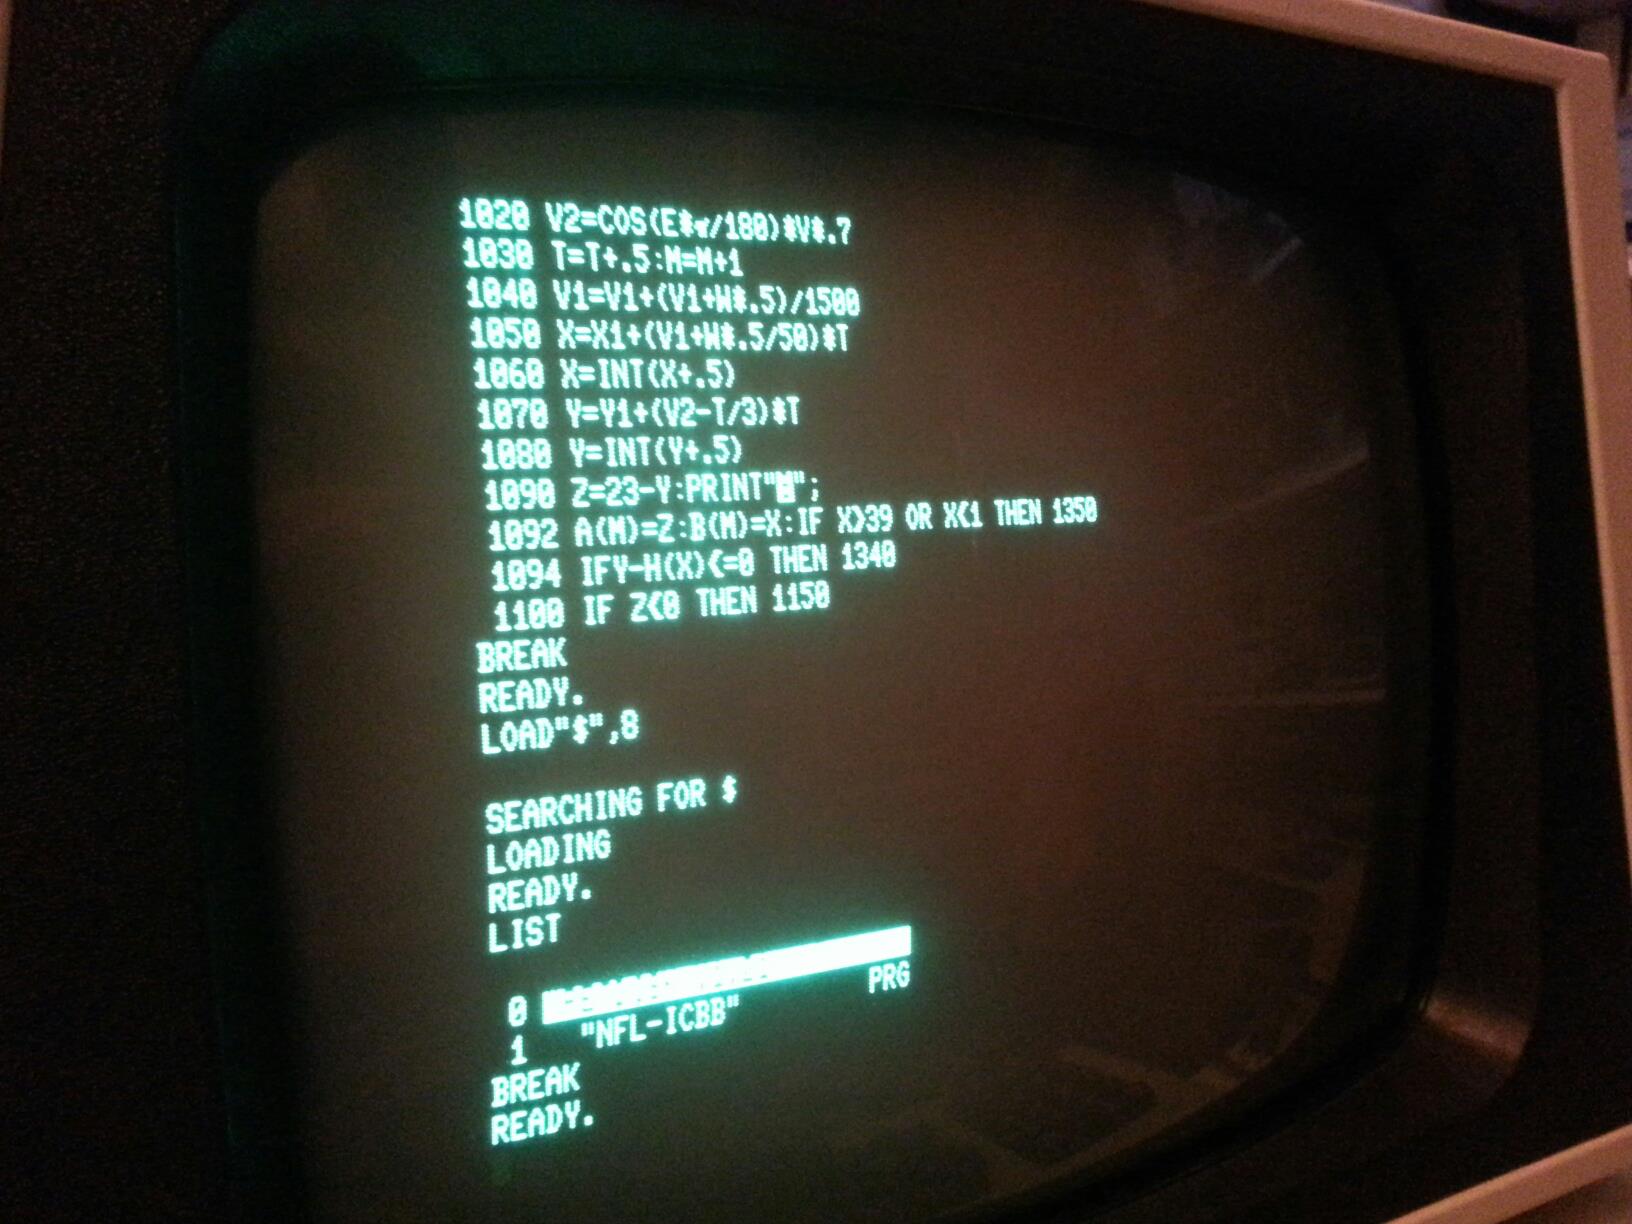 1020 V2=COS(E*π/180)*V*.7
1030 T=T+.5:M=M+1
1040 V1=V1+(V1+W*.5)/1500
1050 X=X1+(V1+W*.5/50)*T
1060 X=INT(X+.5)
1070 Y=Y1+(V2-T/3)*T
1080 Y=INT(Y+.5)
1090 Z=23-Y:PRINT"";
1092 A(M)=Z:B(M)=X:IF X>39 OR X<1 THEN 1350
1094 IFY-H(X)<=0 THEN 1340
1100 IF Z<0 THEN 1150
BREAK
READY.
LOAD"$",8
SEARCHING FOR $
LOADING
READY.
LIST
0
1 "NFL-ICBB" PRG
BREAK
READY.